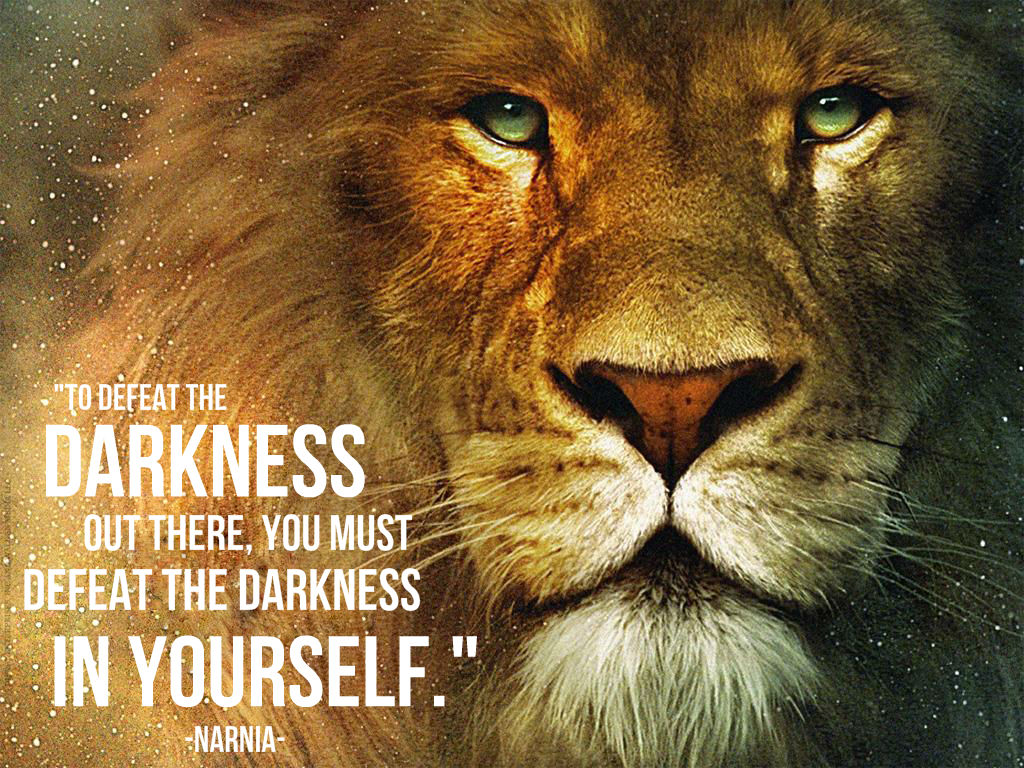 "TO DEFEAT THE
DARKNESS
OUT THERE, YOU MUST
DEFEAT THE DARKNESS
IN YOURSELF."
-NARNIA-